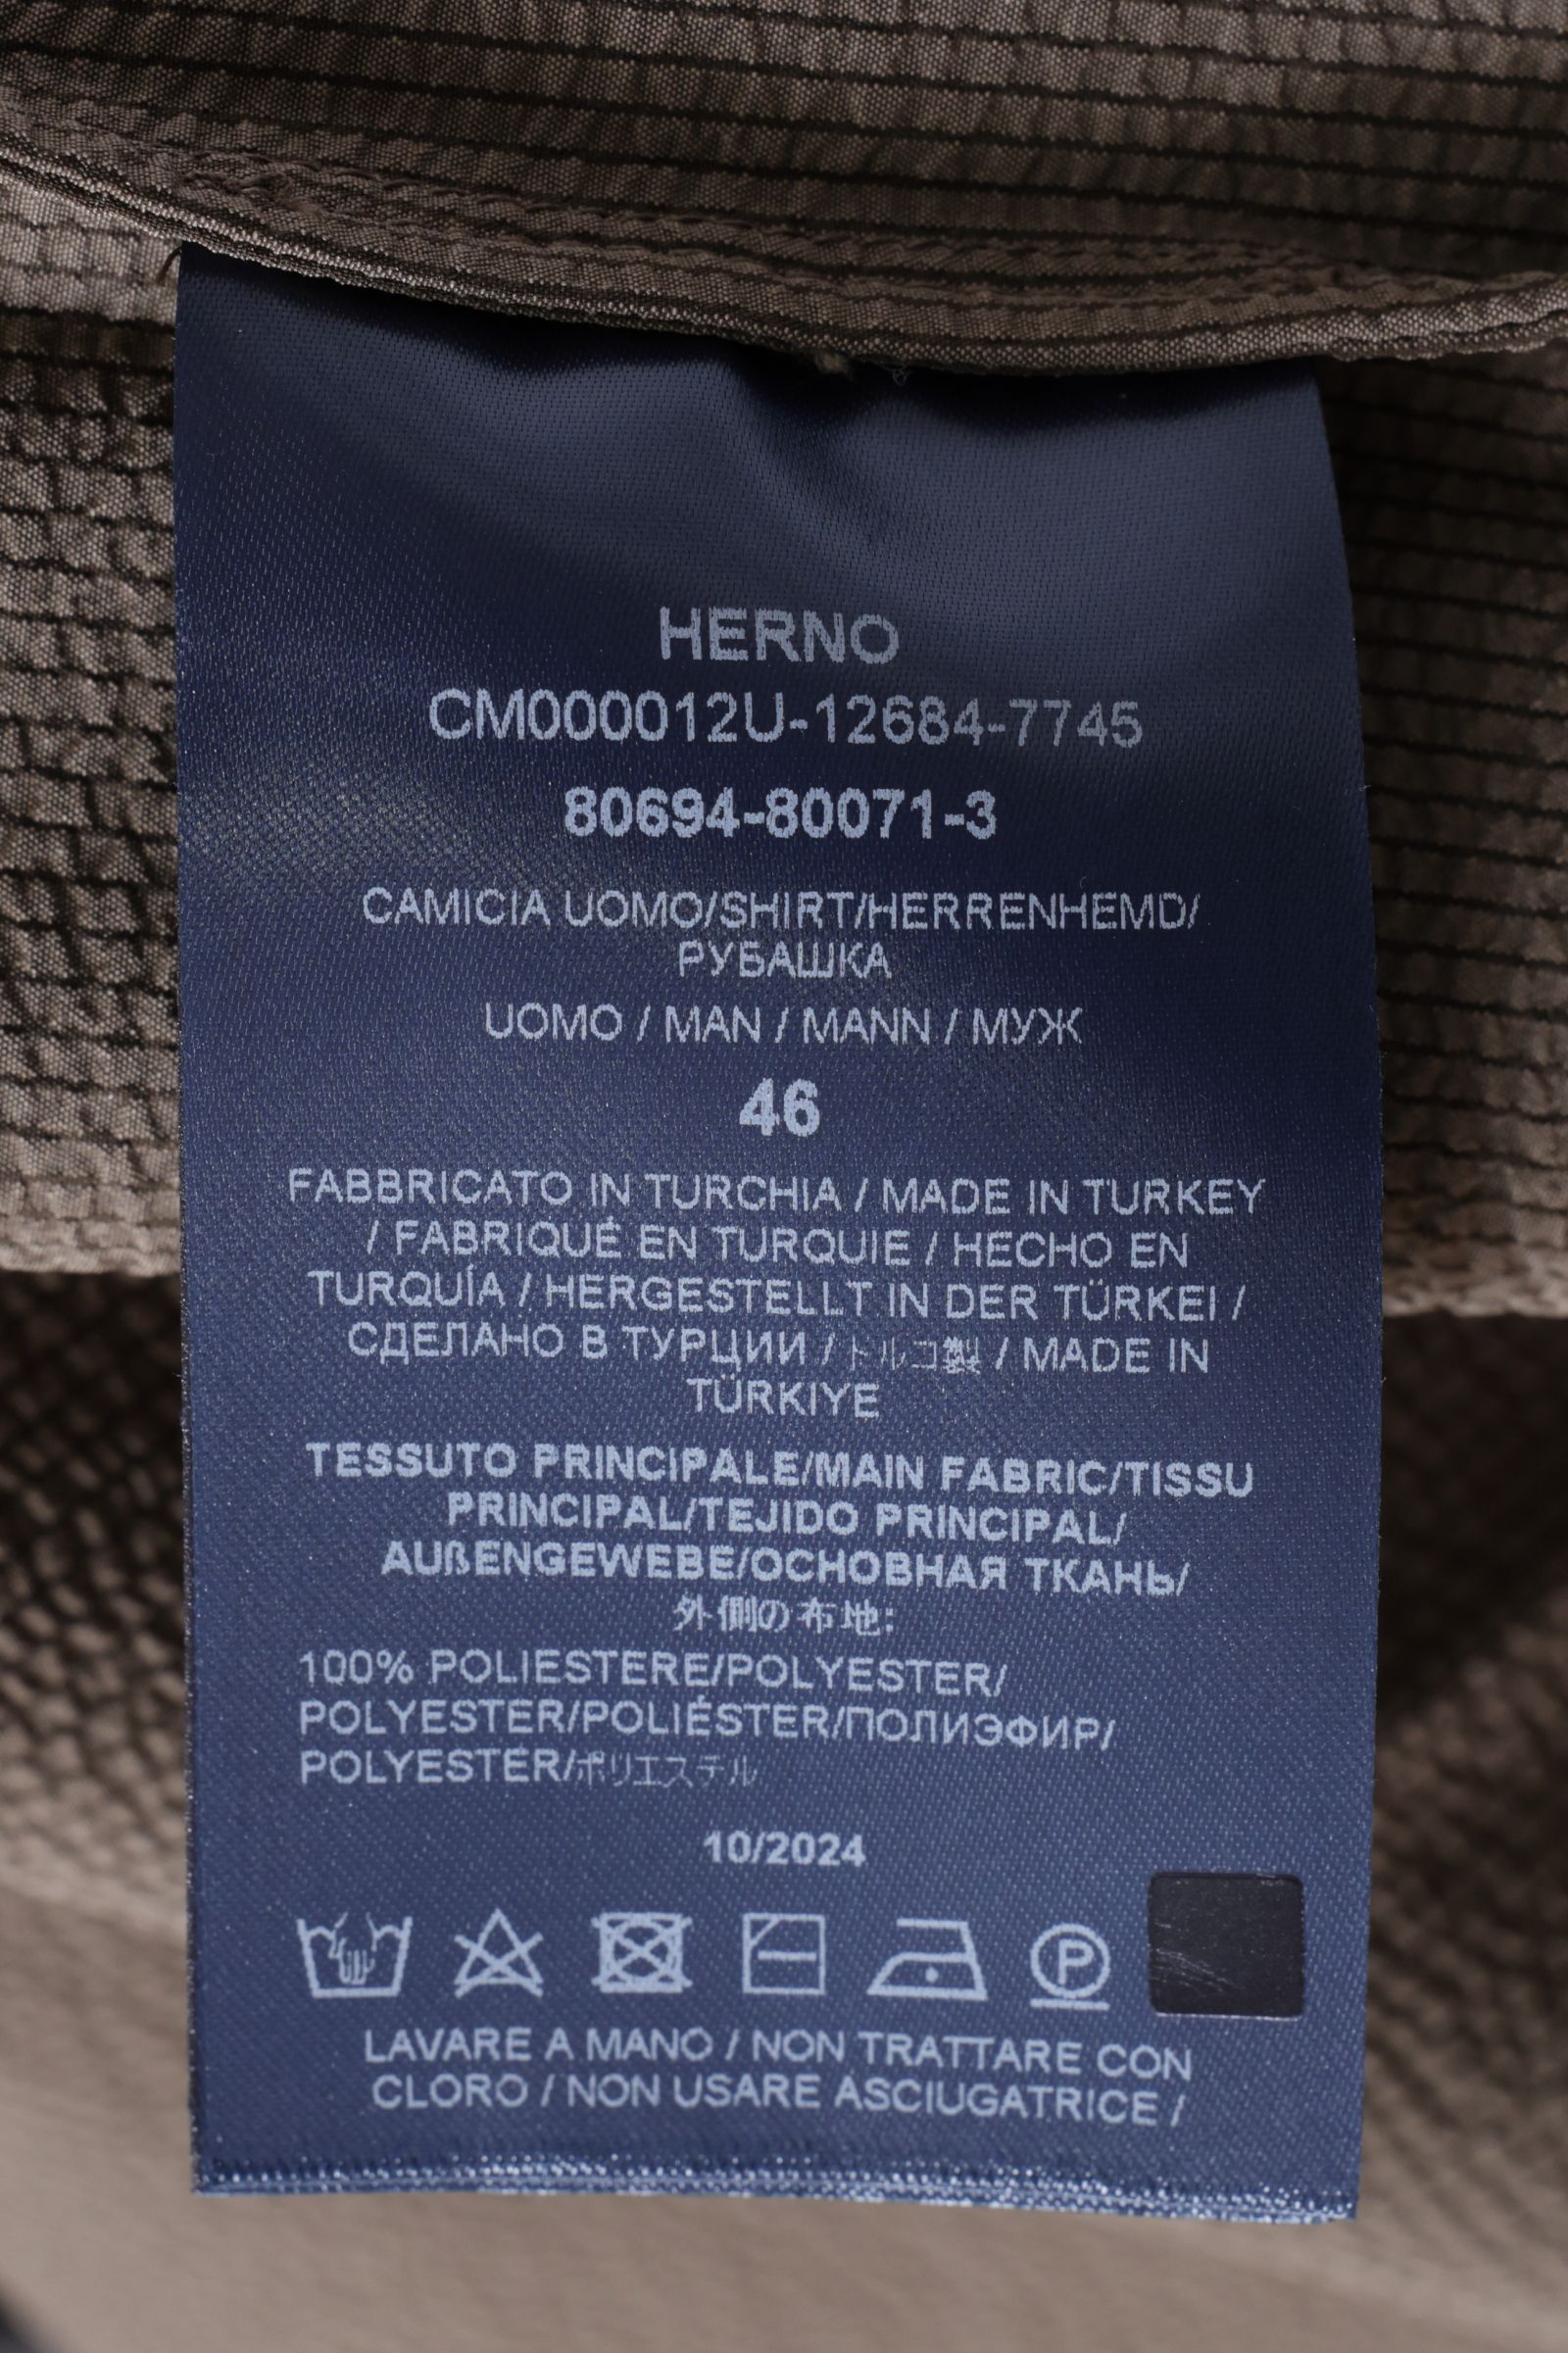 HERNO
CM000012U-12684-7745
80694-80071-3
CAMICIA UOMO/SHIRT/HERRENHEMD/
РУБАШКА
UOMO / MAN / MANN / МУЖ
46
FABBRICATO IN TURCHIA / MADE IN TURKEY
/ FABRIQUÉ EN TURQUIE / HECHO EN
TURQUÍA / HERGESTELLT IN DER TÜRKEI /
СДЕЛАНО В ТУРЦИИ / トルコ製 / MADE IN
TÜRKIYE
TESSUTO PRINCIPALE/MAIN FABRIC/TISSU
PRINCIPAL/TEJIDO PRINCIPAL/
AUßENGEWEBE/ОСНОВНАЯ ТКАНЬ/
外側の布地:
100% POLIESTERE/POLYESTER/
POLYESTER/POLIÉSTER/ПОЛИЭФИР/
POLYESTER/ポリエステル
10/2024
P
LAVARE A MANO / NON TRATTARE CON
CLORO / NON USARE ASCIUGATRICE /